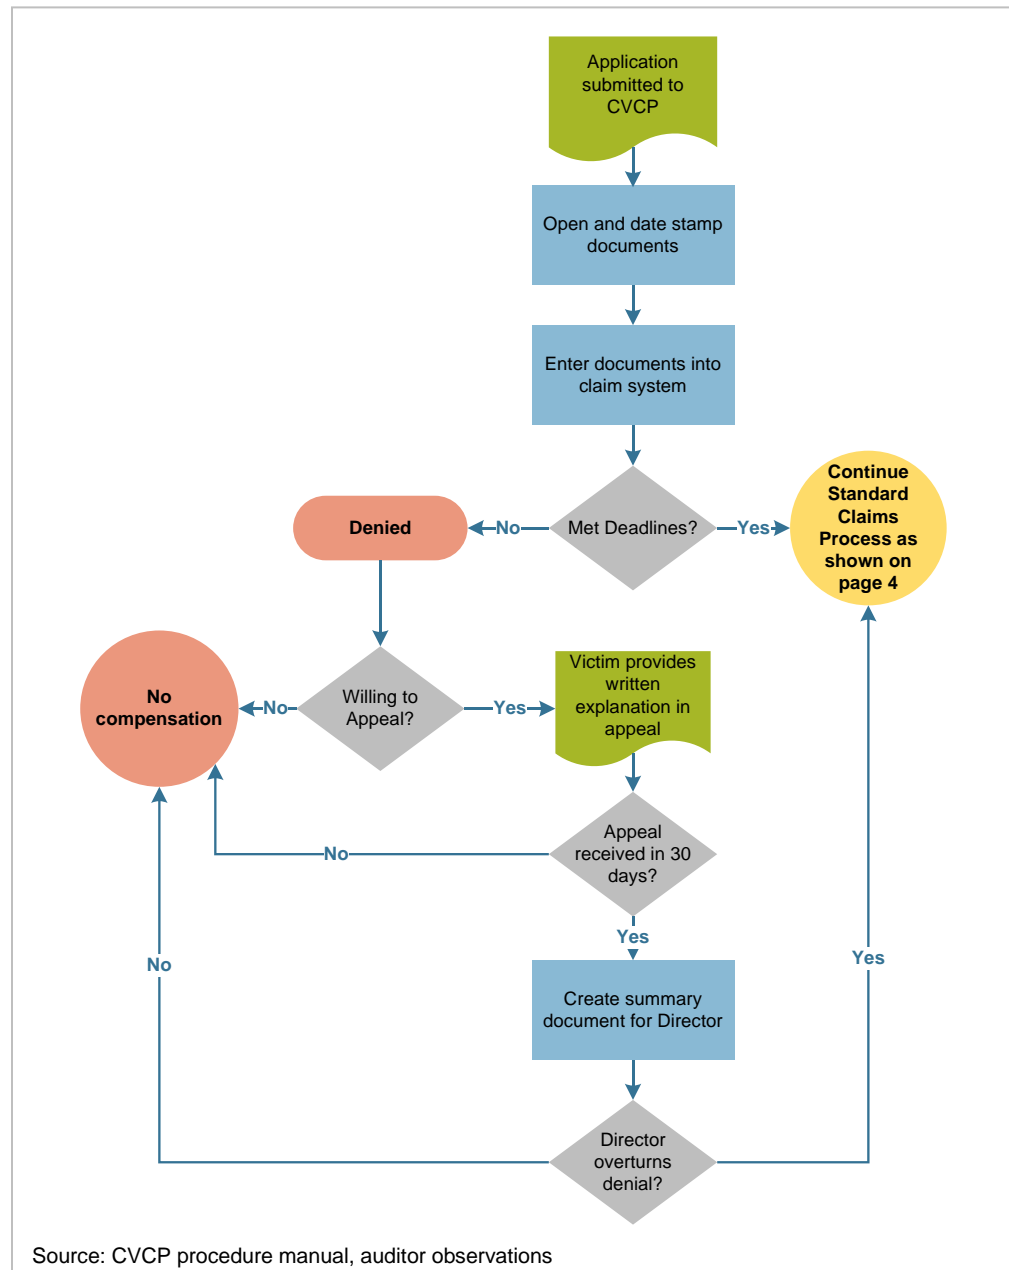 Application
submitted to
CVCP
Open and date stamp
documents
Enter documents into
claim system
Met Deadlines?
No
Yes
Denied
Continue
Standard
Claims
Process as
shown on
page 4
No
compensation
No
Willing to
Appeal?
Yes
Victim provides
written
explanation in
appeal
Appeal
received in 30
days?
No
Yes
Create summary
document for Director
No
Yes
Director
overturns
denial?
Source: CVCP procedure manual, auditor observations